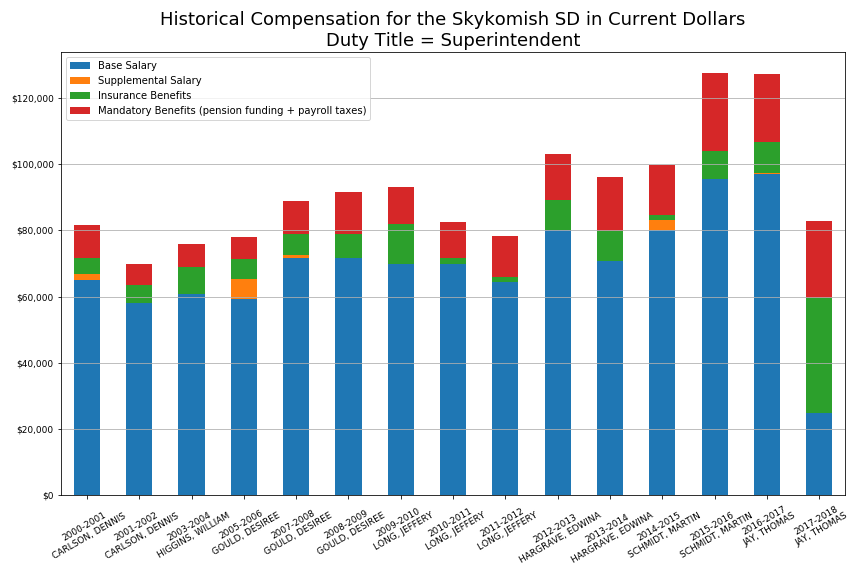 Historical Compensation for the Skykomish SD in Current Dollars
Duty Title = Superintendent
Base Salary
Supplemental Salary
Insurance Benefits
Mandatory Benefits (pension funding + payroll taxes)
$120,000
$100,000
$80,000
$60,000
$40,000
$20,000
$0
2000-2001
CARLSON, DENNIS
2001-2002
CARLSON, DENNIS
2003-2004
HIGGINS, WILLIAM
2005-2006
GOULD, DESIREE
2007-2008
GOULD, DESIREE
2008-2009
GOULD, DESIREE
2009-2010
LONG, JEFFERY
2010-2011
LONG, JEFFERY
2011-2012
LONG, JEFFERY
2012-2013
HARGRAVE, EDWINA
2013-2014
HARGRAVE, EDWINA
2014-2015
SCHMIDT, MARTIN
2015-2016
SCHMIDT, MARTIN
2016-2017
JAY, THOMAS
2017-2018
JAY, THOMAS